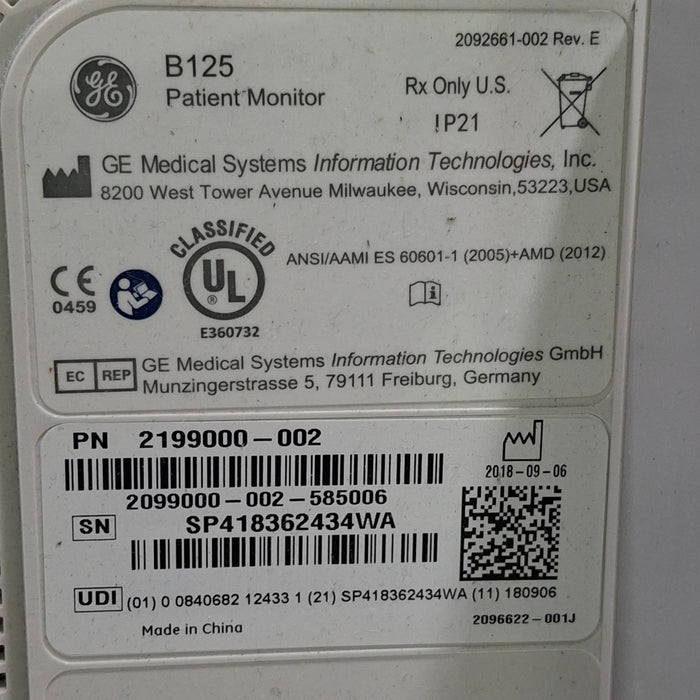 2092661-002 Rev. E
GE
B125
Patient Monitor
Rx Only U.S.
IP21
GE Medical Systems Information Technologies, Inc.
8200 West Tower Avenue Milwaukee, Wisconsin,53223,USA
CLASSIFIED
UL
®
E360732
CE
0459
ANSI/AAMI ES 60601-1 (2005)+AMD (2012)
EC REP
GE Medical Systems Information Technologies GmbH
Munzingerstrasse 5, 79111 Freiburg, Germany
PN 2199000-002
2099000-002-585006
SN SP418362434WA
2018-09-06
UDI (01) 0 0840682 12433 1 (21) SP418362434WA (11) 180906
Made in China
2096622-001J